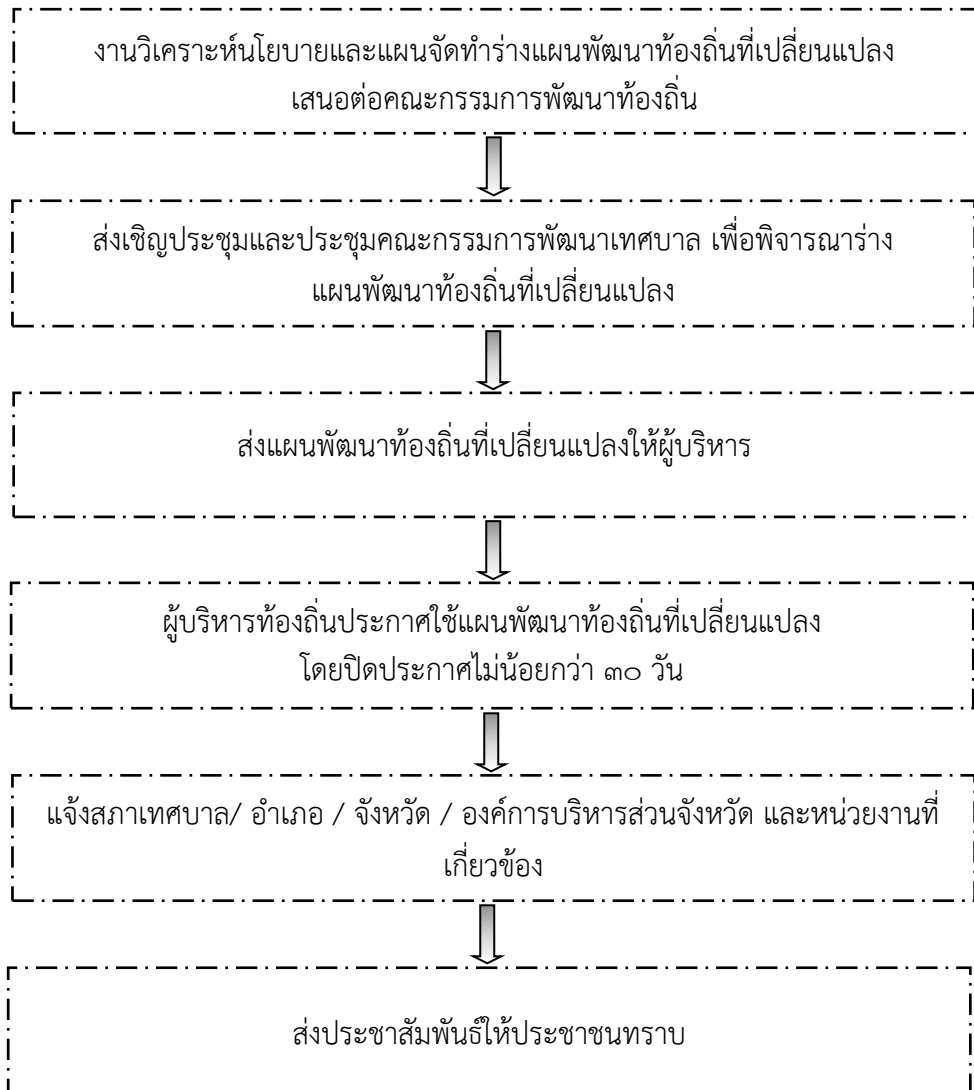 งานวิเคราะห์นโยบายและแผนจัดทำร่างแผนพัฒนาท้องถิ่นที่เปลี่ยนแปลง
เสนอต่อคณะกรรมการพัฒนาท้องถิ่น
ส่งเชิญประชุมและประชุมคณะกรรมการพัฒนาเทศบาล เพื่อพิจารณาร่าง
แผนพัฒนาท้องถิ่นที่เปลี่ยนแปลง
ส่งแผนพัฒนาท้องถิ่นที่เปลี่ยนแปลงให้ผู้บริหาร
ผู้บริหารท้องถิ่นประกาศใช้แผนพัฒนาท้องถิ่นที่เปลี่ยนแปลง
โดยปิดประกาศไม่น้อยกว่า ๓๐ วัน
แจ้งสภาเทศบาล/ อำเภอ / จังหวัด / องค์การบริหารส่วนจังหวัด และหน่วยงานที่
เกี่ยวข้อง
ส่งประชาสัมพันธ์ให้ประชาชนทราบ